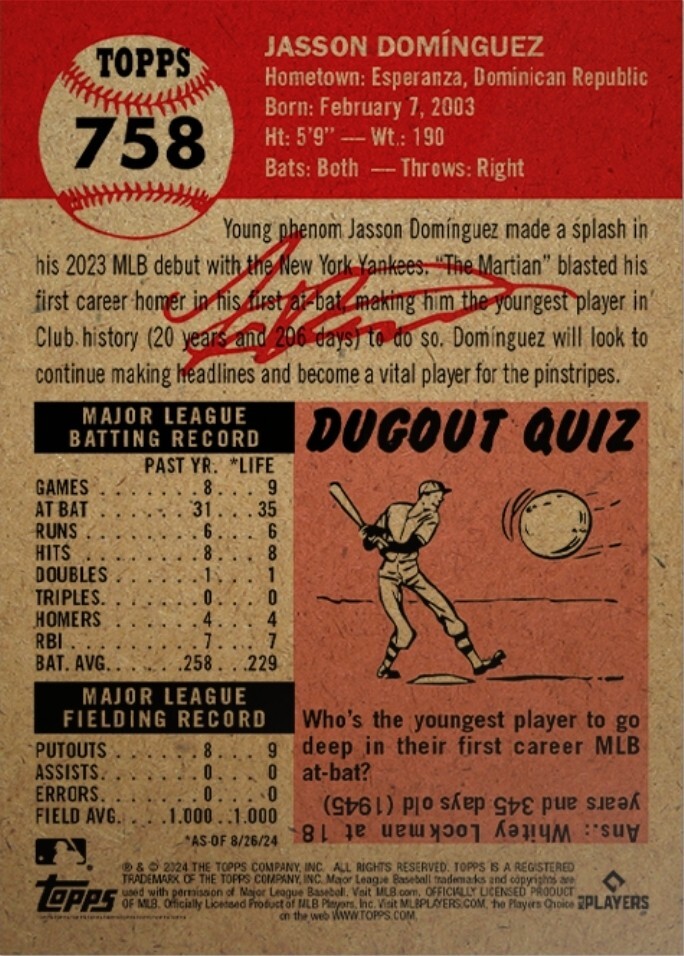 TOPPS
758
JASSON DOMÍNGUEZ
Hometown: Esperanza, Dominican Republic
Born: February 7, 2003
Ht: 5'9" — Wt.: 190
Bats: Both — Throws: Right
Young phenom Jasson Domínguez made a splash in
his 2023 MLB debut with the New York Yankees. "The Martian" blasted his
first career homer in his first at-bat, making him the youngest player in
Club history (20 years and 206 days) to do so. Domínguez will look to
continue making headlines and become a vital player for the pinstripes.
MAJOR LEAGUE
BATTING RECORD
PAST YR. *LIFE
GAMES . . . . . . . . 8 . . . 9
AT BAT . . . . . . . . 31 . . . 35
RUNS . . . . . . . . 6 . . . 6
HITS . . . . . . . . 8 . . . 8
DOUBLES . . . . . . . 1 . . . 1
TRIPLES. . . . . . . . 0 . . . 0
HOMERS . . . . . . . 4 . . . 4
RBI . . . . . . . . 7 . . . 7
BAT. AVG. . . . . . .258 . . .229
MAJOR LEAGUE
FIELDING RECORD
PUTOUTS . . . . . . . 8 . . . 9
ASSISTS. . . . . . . . 0 . . . 0
ERRORS. . . . . . . . 0 . . . 0
FIELD AVG. . . . 1.000 . . 1.000
*AS OF 8/26/24
DUGOUT QUIZ
Who's the youngest player to go
deep in their first career MLB
at-bat?
Ans.: Whitey Lockman at 18
years and 345 days old (1945)
Topps
® & © 2024 THE TOPPS COMPANY, INC. ALL RIGHTS RESERVED. TOPPS IS A REGISTERED
TRADEMARK OF THE TOPPS COMPANY, INC. Major League Baseball trademarks and copyrights are
used with permission of Major League Baseball. Visit MLB.com. OFFICIALLY LICENSED PRODUCT
OF MLB. Officially Licensed Product of MLB Players, Inc. Visit MLBPLAYERS.COM, the Players Choice
on the web WWW.TOPPS.COM.
MLB PLAYERS